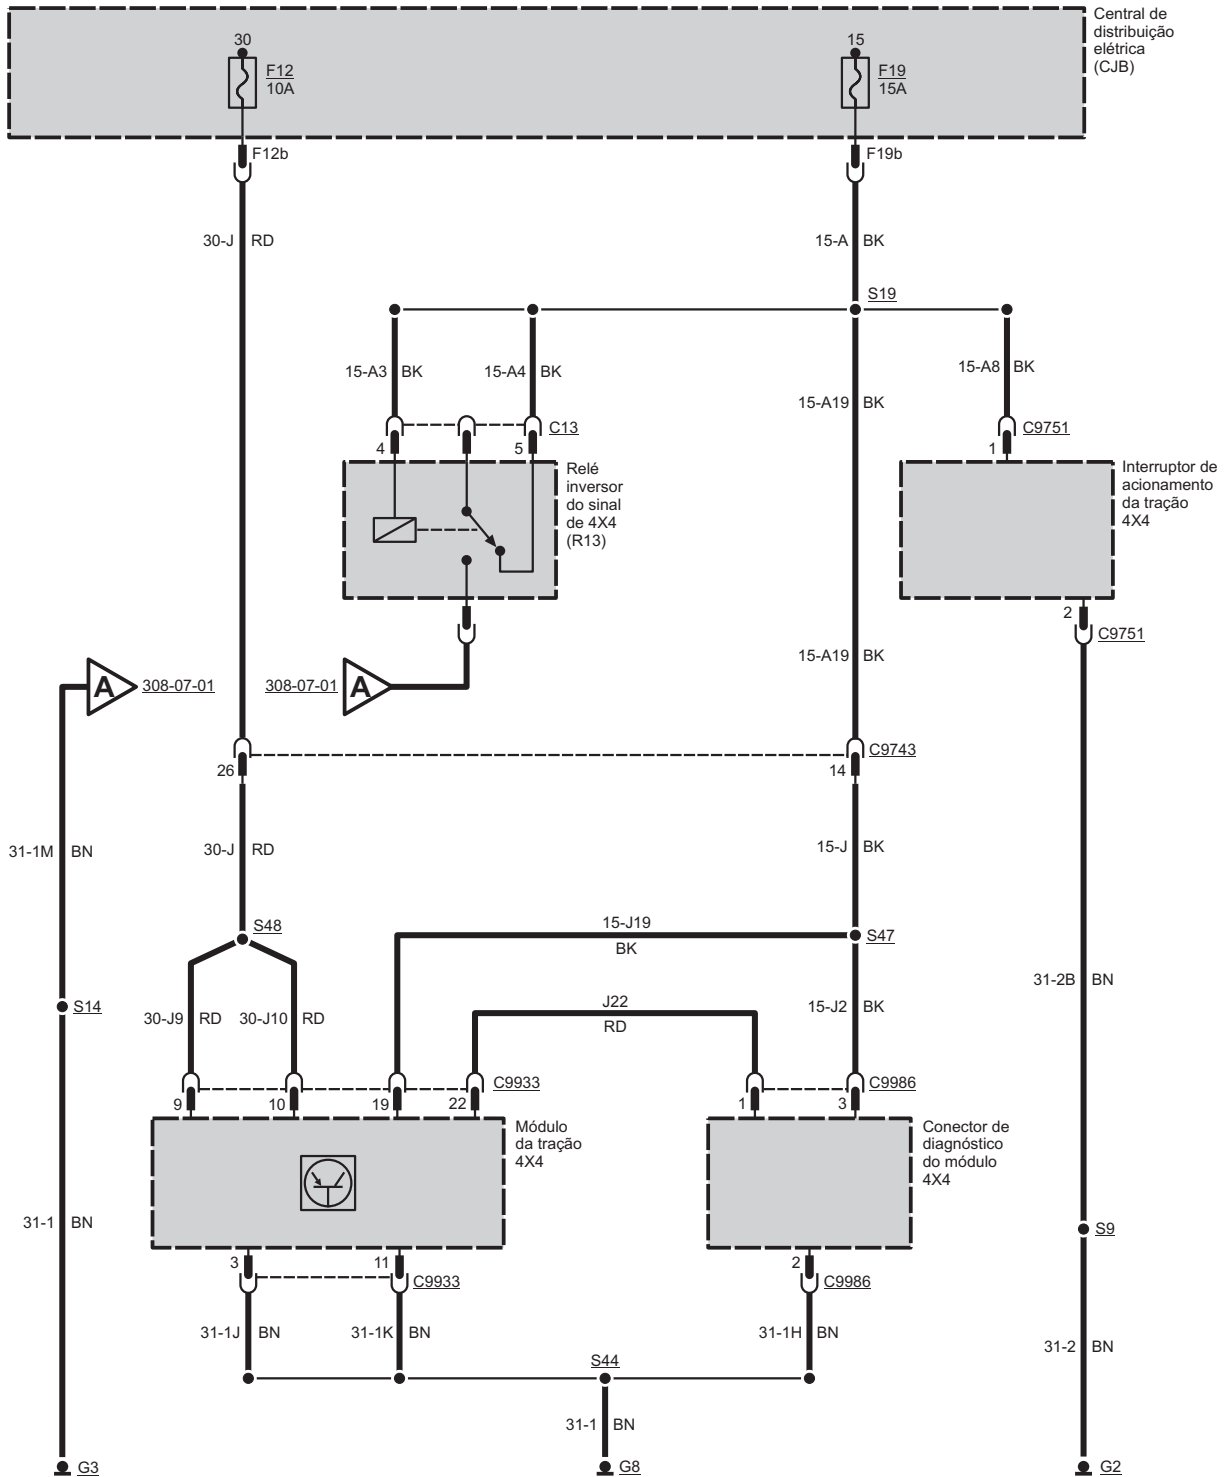 Central de
distribuição
elétrica
(CJB)
30
F12
10A
15
F19
15A
F12b
F19b
30-J RD
15-A BK
S19
15-A3 BK
15-A4 BK
15-A8 BK
15-A19 BK
C13
C9751
4
5
1
Relé
inversor
do sinal
de 4X4
(R13)
Interruptor de
acionamento
da tração
4X4
2
C9751
15-A19 BK
A
308-07-01
308-07-01
A
C9743
26
14
31-1M BN
30-J RD
15-J BK
S48
15-J19
BK
S47
S14
30-J9 RD
30-J10 RD
J22
RD
15-J2 BK
31-2B BN
C9933
C9986
9
10
19
22
1
3
Módulo
da tração
4X4
Conector de
diagnóstico
do módulo
4X4
31-1 BN
S9
3
11
C9933
2
C9986
31-1J BN
31-1K BN
31-1H BN
31-2 BN
S44
31-1 BN
G3
G8
G2